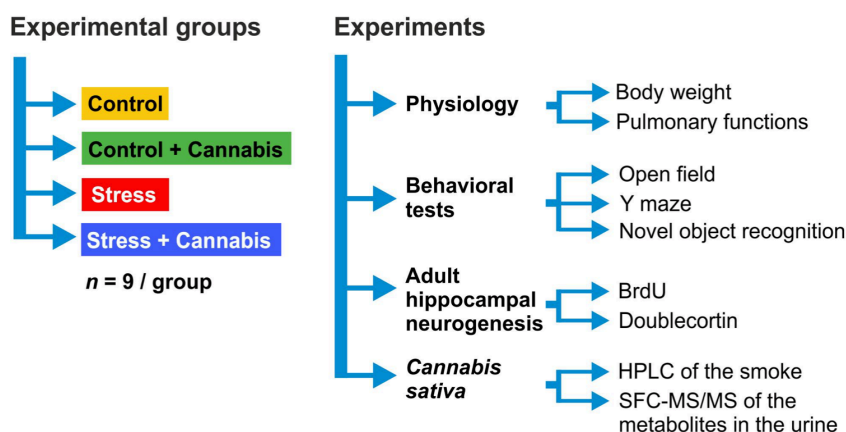 Experimental groups
Control
Control + Cannabis
Stress
Stress + Cannabis
n = 9 / group
Experiments
Physiology
Body weight
Pulmonary functions
Behavioral
tests
Open field
Y maze
Novel object recognition
Adult
hippocampal
neurogenesis
BrdU
Doublecortin
Cannabis
sativa
HPLC of the smoke
SFC-MS/MS of the
metabolites in the urine